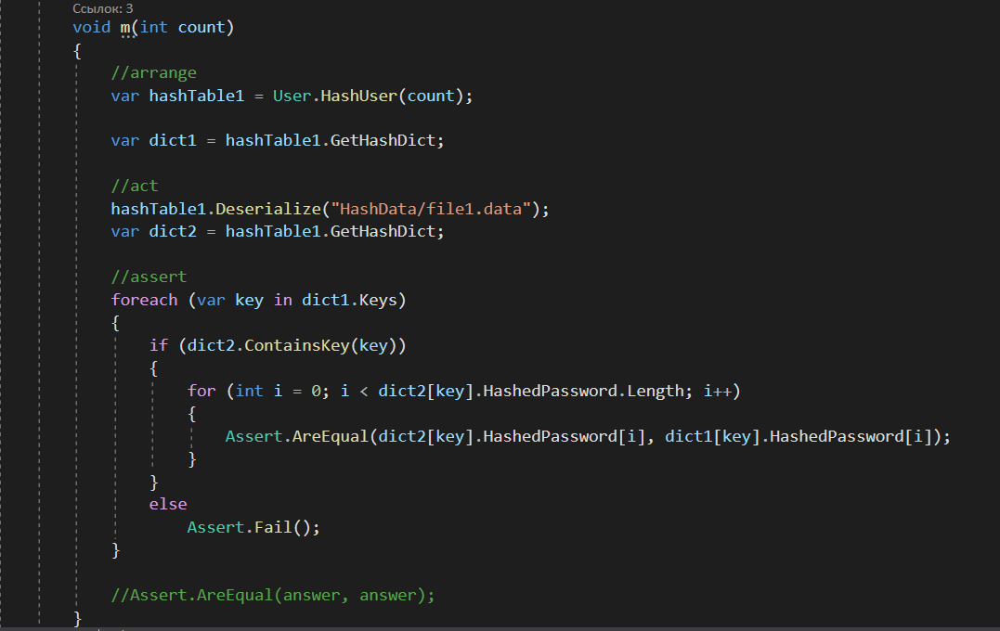 Ссылок: 3
void m(int count)
{
//arrange
var hashTable1 = User.HashUser(count);
var dict1 = hashTable1.GetHashDict;
//act
hashTable1.Deserialize("HashData/file1.data");
var dict2 = hashTable1.GetHashDict;
//assert
foreach (var key in dict1.Keys)
{
if (dict2.ContainsKey(key))
{
for (int i = 0; i < dict2[key].HashedPassword.Length; i++)
{
Assert.AreEqual(dict2[key].HashedPassword[i], dict1[key].HashedPassword[i]);
}
}
else
Assert.Fail();
}
//Assert.AreEqual(answer, answer);
}